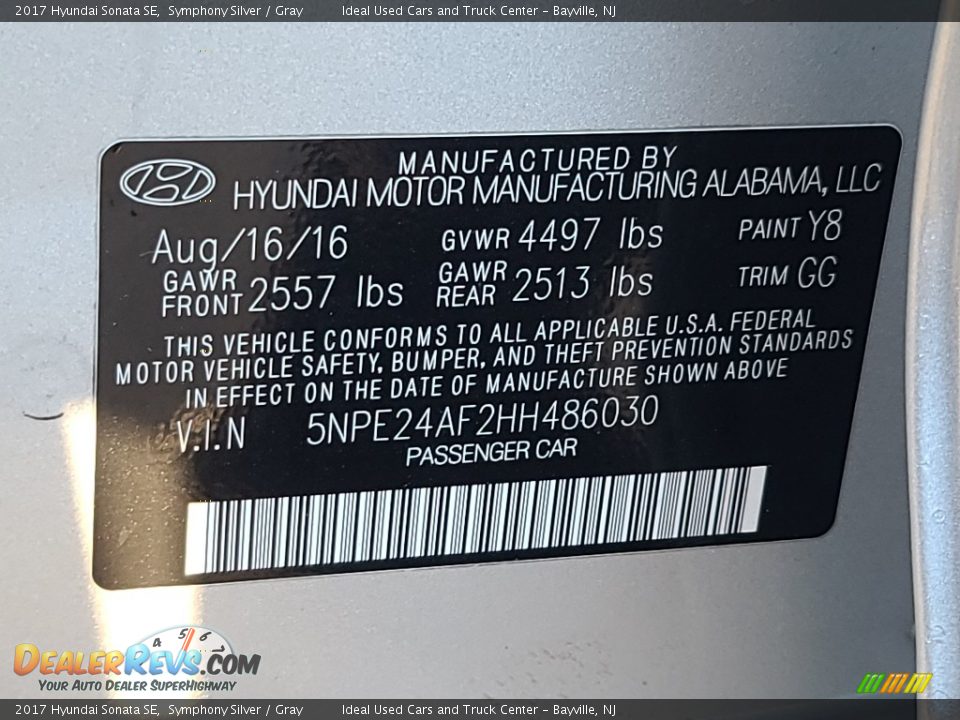 2017 Hyundai Sonata SE, Symphony Silver / Gray Ideal Used Cars and Truck Center - Bayville, NJ
MANUFACTURED BY
HYUNDAI MOTOR MANUFACTURING ALABAMA, LLC
Aug/16/16 GVWR 4497 lbs PAINT Y8
GAWR FRONT 2557 lbs GAWR REAR 2513 lbs TRIM GG
THIS VEHICLE CONFORMS TO ALL APPLICABLE U.S.A. FEDERAL
MOTOR VEHICLE SAFETY, BUMPER, AND THEFT PREVENTION STANDARDS
IN EFFECT ON THE DATE OF MANUFACTURE SHOWN ABOVE
V.I.N 5NPE24AF2HH486030
PASSENGER CAR
4 5 6 7
DEALERREVS.COM
YOUR AUTO DEALER SUPERHIGHWAY
2017 Hyundai Sonata SE, Symphony Silver / Gray Ideal Used Cars and Truck Center - Bayville, NJ